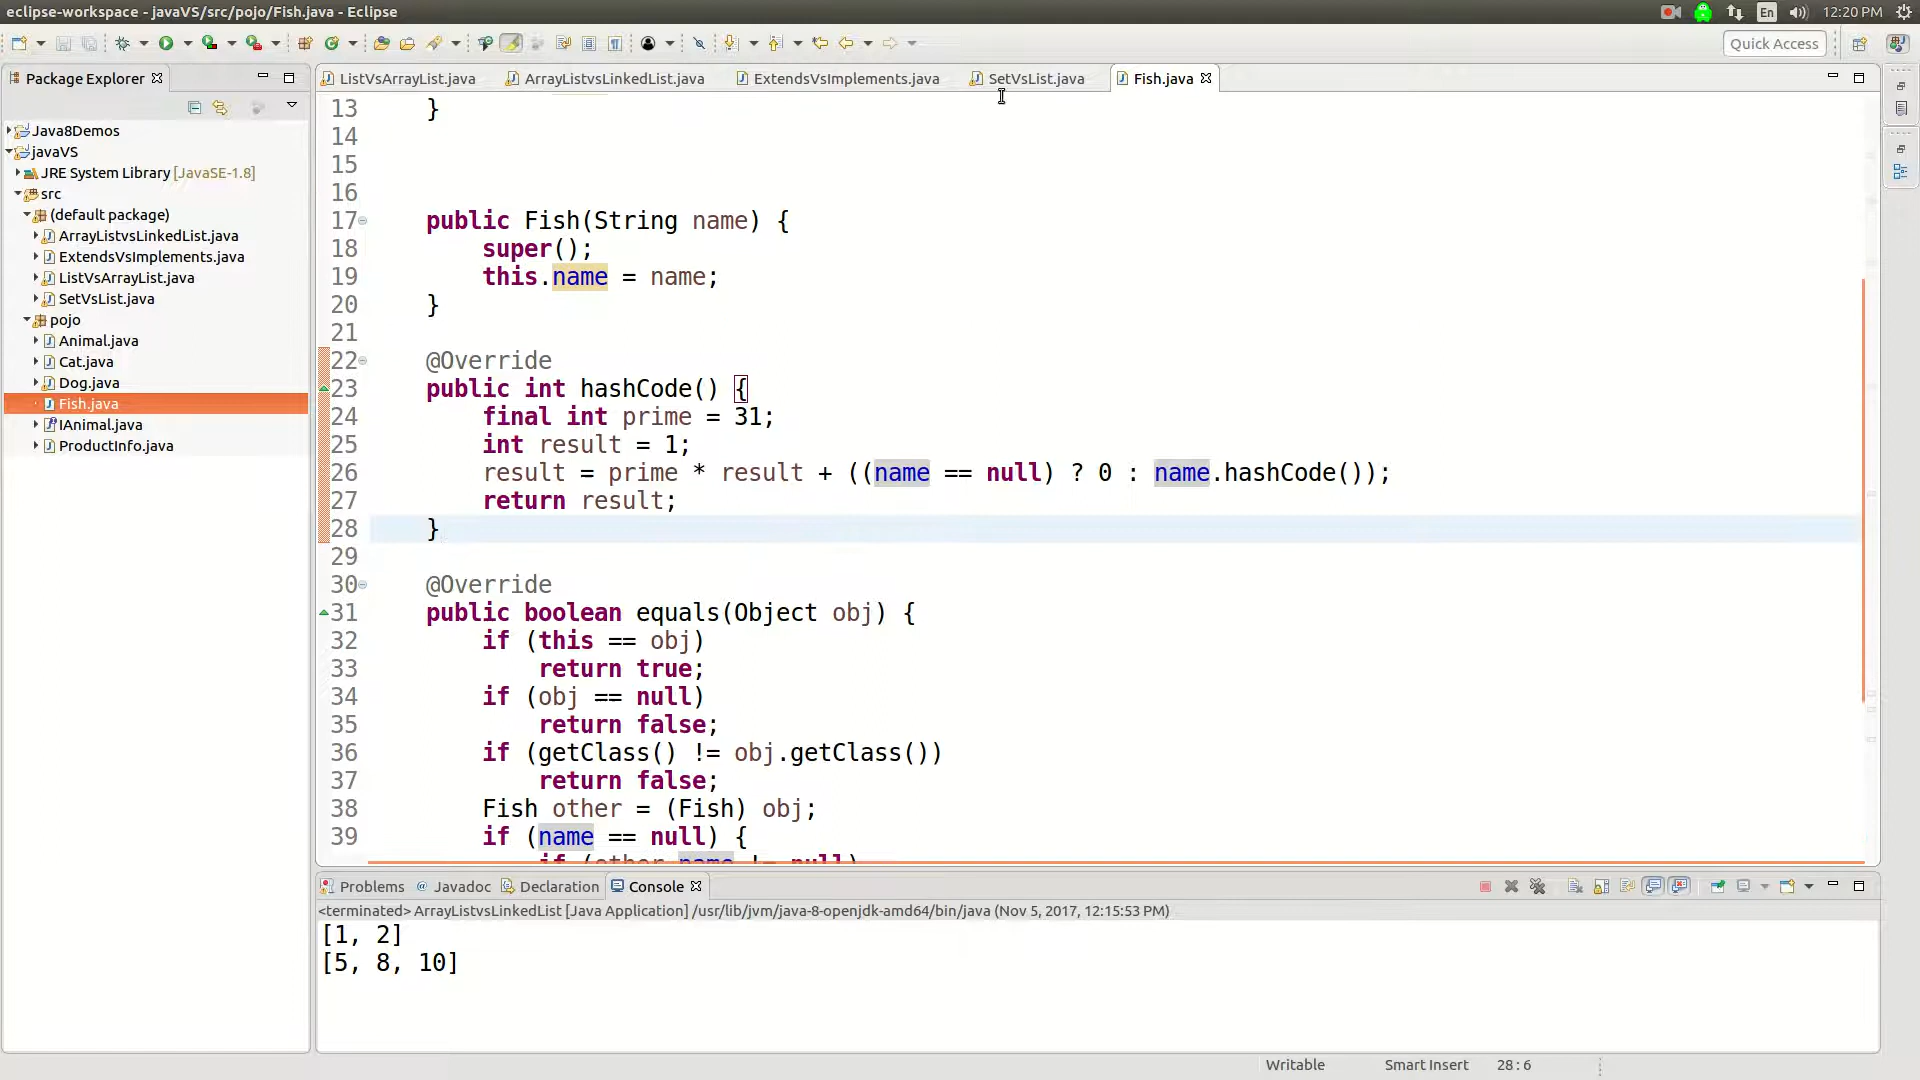 eclipse-workspace - javaVS/src/pojo/Fish.java - Eclipse
En
12:20 PM
Quick Access
Package Explorer
ListVsArrayList.java
ArrayListvsLinkedList.java
ExtendsVsImplements.java
SetVsList.java
Fish.java
Java8Demos
javaVS
JRE System Library [JavaSE-1.8]
src
(default package)
ArrayListvsLinkedList.java
ExtendsVsImplements.java
ListVsArrayList.java
SetVsList.java
pojo
Animal.java
Cat.java
Dog.java
Fish.java
IAnimal.java
ProductInfo.java
13 }
14
15
16
17 public Fish(String name) {
18 super();
19 this.name = name;
20 }
21
22 @Override
23 public int hashCode() {
24 final int prime = 31;
25 int result = 1;
26 result = prime * result + ((name == null) ? 0 : name.hashCode());
27 return result;
28 }
29
30 @Override
31 public boolean equals(Object obj) {
32 if (this == obj)
33 return true;
34 if (obj == null)
35 return false;
36 if (getClass() != obj.getClass())
37 return false;
38 Fish other = (Fish) obj;
39 if (name == null) {
if (other.name != null)
Problems
@ Javadoc
Declaration
Console
<terminated> ArrayListvsLinkedList [Java Application] /usr/lib/jvm/java-8-openjdk-amd64/bin/java (Nov 5, 2017, 12:15:53 PM)
[1, 2]
[5, 8, 10]
Writable
Smart Insert
28 : 6